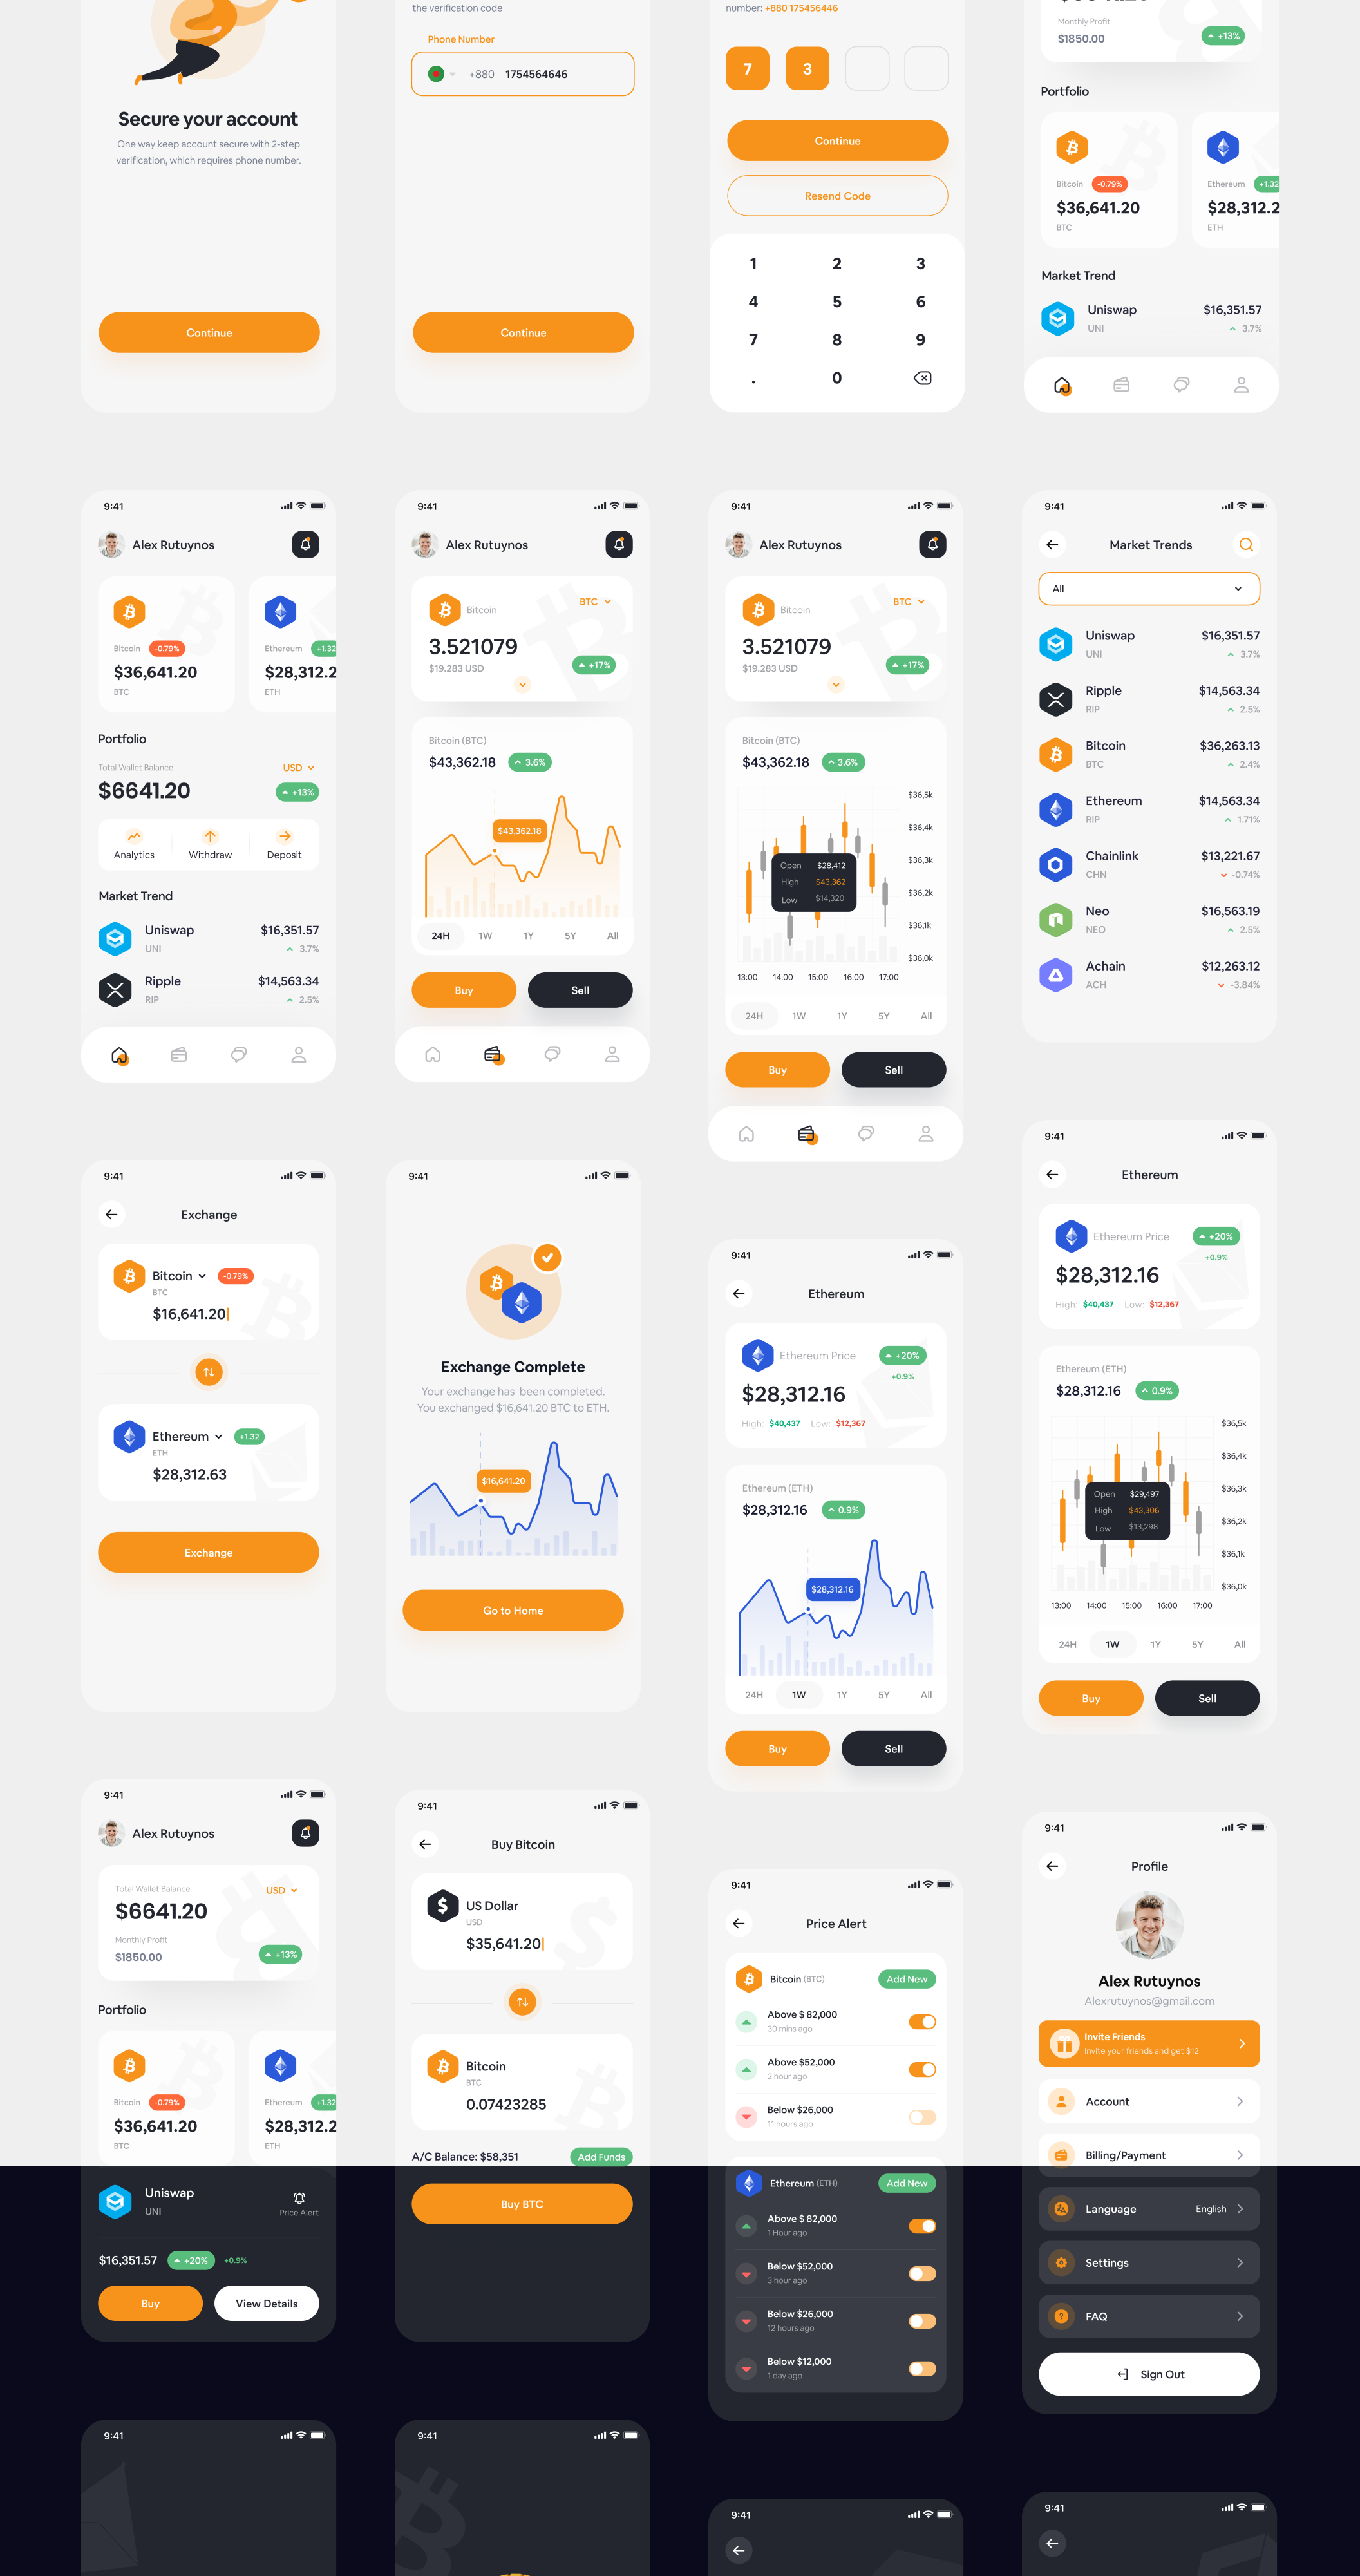 Secure your account
One way keep account secure with 2-step
verification, which requires phone number.
Continue
the verification code
Phone Number
+880 1754564646
Continue
number: +880 175456446
7 3
Continue
Resend Code
1 2 3
4 5 6
7 8 9
. 0
Monthly Profit
$1850.00
+13%
Portfolio
Bitcoin -0.79%
$36,641.20
BTC
Ethereum +1.32
$28,312.2
ETH
Market Trend
Uniswap $16,351.57
UNI 3.7%
9:41
Alex Rutuynos
Bitcoin -0.79%
$36,641.20
BTC
Ethereum +1.32
$28,312.2
ETH
Portfolio
Total Wallet Balance USD
$6641.20 +13%
Analytics Withdraw Deposit
Market Trend
Uniswap $16,351.57
UNI 3.7%
Ripple $14,563.34
RIP 2.5%
9:41
Alex Rutuynos
Bitcoin BTC
3.521079
$19.283 USD +17%
Bitcoin (BTC)
$43,362.18 3.6%
$43,362.18
24H 1W 1Y 5Y All
Buy Sell
9:41
Alex Rutuynos
Bitcoin BTC
3.521079
$19.283 USD +17%
Bitcoin (BTC)
$43,362.18 3.6%
$36,5k
$36,4k
$36,3k
$36,2k
$36,1k
$36,0k
Open $28,412
High $43,362
Low $14,320
13:00 14:00 15:00 16:00 17:00
24H 1W 1Y 5Y All
Buy Sell
9:41
Market Trends
All
Uniswap $16,351.57
UNI 3.7%
Ripple $14,563.34
RIP 2.5%
Bitcoin $36,263.13
BTC 2.4%
Ethereum $14,563.34
RIP 1.71%
Chainlink $13,221.67
CHN -0.74%
Neo $16,563.19
NEO 2.5%
Achain $12,263.12
ACH -3.84%
9:41
Exchange
Bitcoin -0.79%
BTC
$16,641.20
Ethereum +1.32
ETH
$28,312.63
Exchange
9:41
Exchange Complete
Your exchange has been completed.
You exchanged $16,641.20 BTC to ETH.
$16,641.20
Go to Home
9:41
Ethereum
Ethereum Price +20%
+0.9%
$28,312.16
High: $40,437 Low: $12,367
Ethereum (ETH)
$28,312.16 0.9%
$28,312.16
24H 1W 1Y 5Y All
Buy Sell
9:41
Ethereum
Ethereum Price +20%
+0.9%
$28,312.16
High: $40,437 Low: $12,367
Ethereum (ETH)
$28,312.16 0.9%
$36,5k
$36,4k
$36,3k
$36,2k
$36,1k
$36,0k
Open $29,497
High $43,306
Low $13,298
13:00 14:00 15:00 16:00 17:00
24H 1W 1Y 5Y All
Buy Sell
9:41
Alex Rutuynos
Total Wallet Balance USD
$6641.20
Monthly Profit
$1850.00 +13%
Portfolio
Bitcoin -0.79%
$36,641.20
BTC
Ethereum +1.32
$28,312.2
ETH
Uniswap
UNI Price Alert
$16,351.57 +20% +0.9%
Buy View Details
9:41
Buy Bitcoin
US Dollar
USD
$35,641.20
Bitcoin
BTC
0.07423285
A/C Balance: $58,351 Add Funds
Buy BTC
9:41
Price Alert
Bitcoin (BTC) Add New
Above $ 82,000
30 mins ago
Above $52,000
2 hour ago
Below $26,000
11 hours ago
Ethereum (ETH) Add New
Above $ 82,000
1 Hour ago
Below $52,000
3 hour ago
Below $26,000
12 hours ago
Below $12,000
1 day ago
9:41
Profile
Alex Rutuynos
Alexrutuynos@gmail.com
Invite Friends
Invite your friends and get $12
Account
Billing/Payment
Language English
Settings
FAQ
Sign Out
9:41
9:41
9:41
9:41